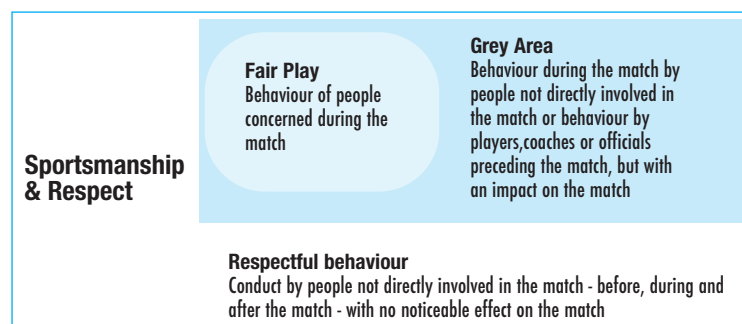 Fair Play
Behaviour of people
concerned during the
match
Grey Area
Behaviour during the match by
people not directly involved in
the match or behaviour by
players,coaches or officials
preceding the match, but with
an impact on the match
Sportsmanship
& Respect
Respectful behaviour
Conduct by people not directly involved in the match - before, during and
after the match - with no noticeable effect on the match